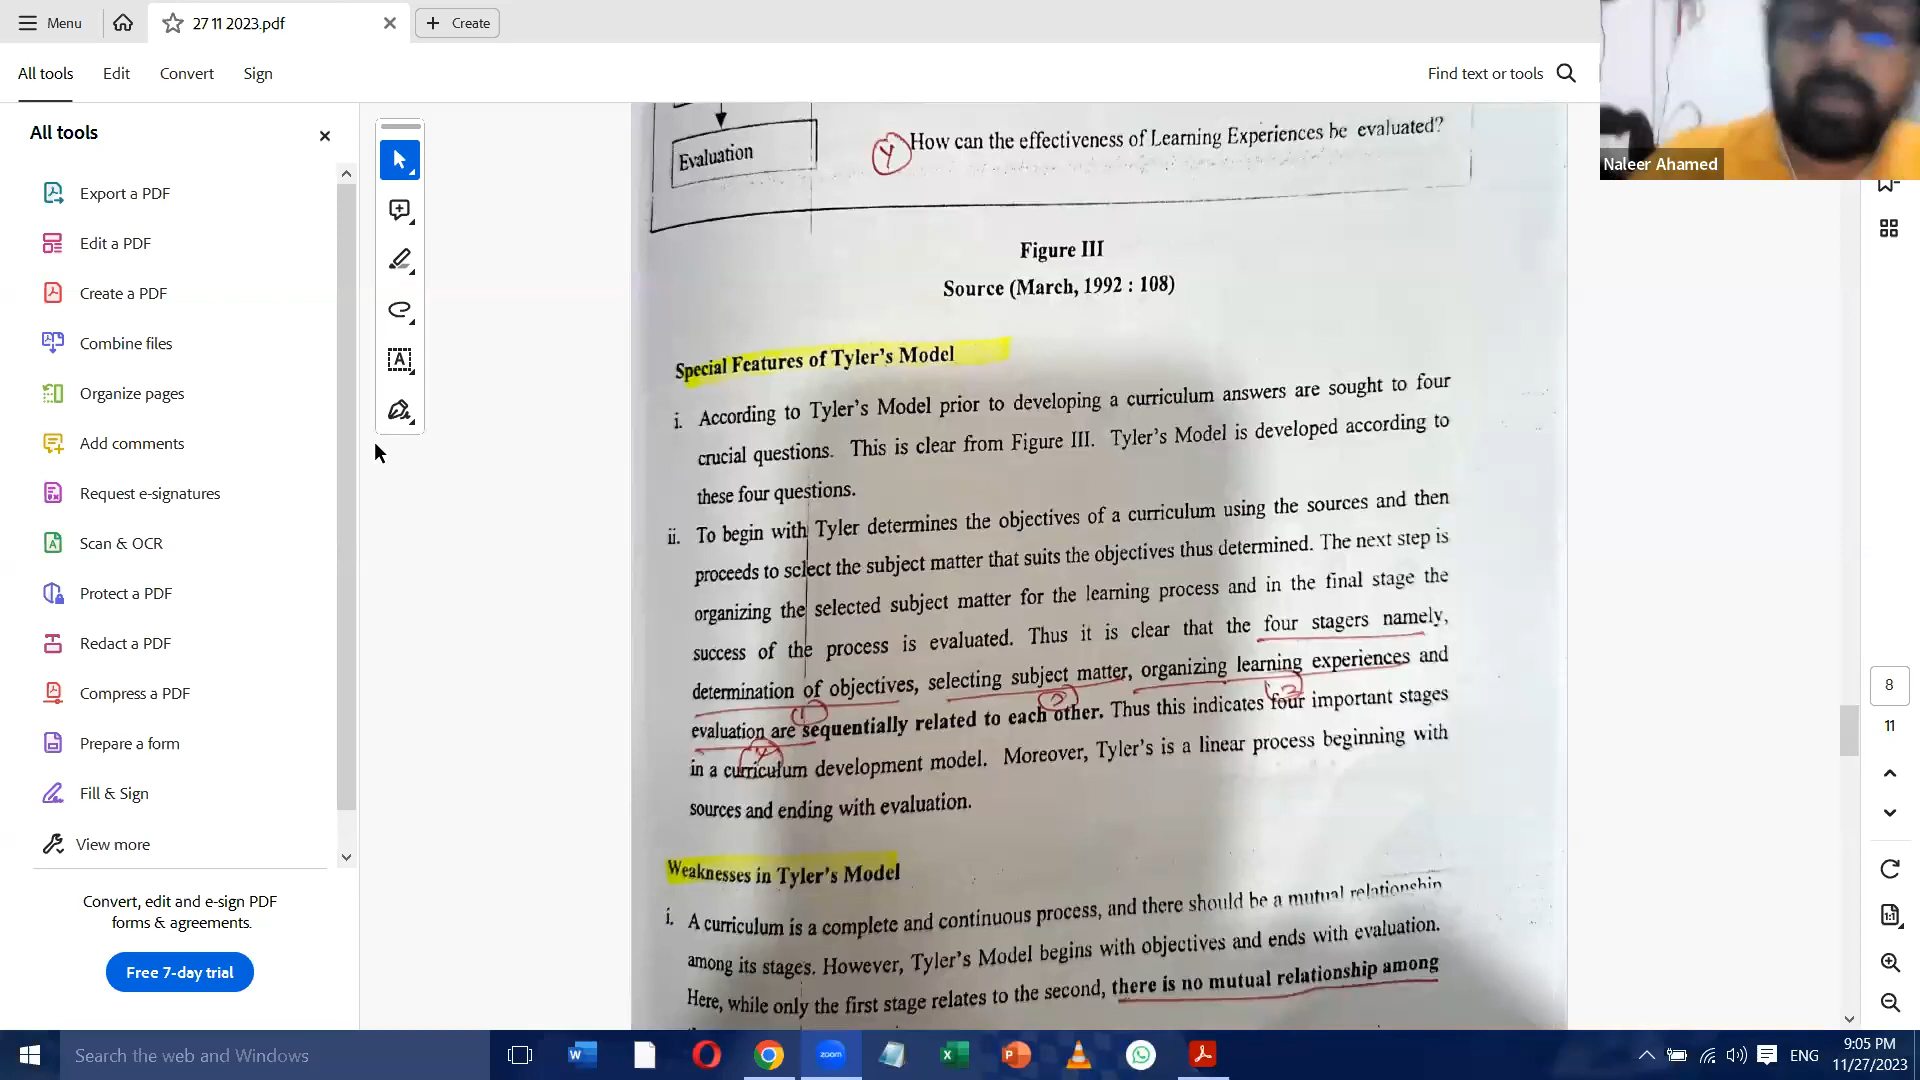 Menu
27 11 2023.pdf
Create
All tools
Edit
Convert
Sign
Find text or tools
Naleer Ahamed
All tools
Export a PDF
Edit a PDF
Create a PDF
Combine files
Organize pages
Add comments
Request e-signatures
Scan & OCR
Protect a PDF
Redact a PDF
Compress a PDF
Prepare a form
Fill & Sign
View more
Convert, edit and e-sign PDF
forms & agreements.
Free 7-day trial
Evaluation
How can the effectiveness of Learning Experiences be evaluated?
Figure III
Source (March, 1992 : 108)
Special Features of Tyler's Model
i. According to Tyler's Model prior to developing a curriculum answers are sought to four
crucial questions. This is clear from Figure III. Tyler's Model is developed according to
these four questions.
ii. To begin with Tyler determines the objectives of a curriculum using the sources and then
proceeds to select the subject matter that suits the objectives thus determined. The next step is
organizing the selected subject matter for the learning process and in the final stage the
success of the process is evaluated. Thus it is clear that the four stagers namely,
determination of objectives, selecting subject matter, organizing learning experiences and
evaluation are sequentially related to each other. Thus this indicates four important stages
in a curriculum development model. Moreover, Tyler's is a linear process beginning with
sources and ending with evaluation.
Weaknesses in Tyler's Model
i. A curriculum is a complete and continuous process, and there should be a mutual relationship
among its stages. However, Tyler's Model begins with objectives and ends with evaluation.
Here, while only the first stage relates to the second, there is no mutual relationship among
8
11
Search the web and Windows
zoom
ENG
9:05 PM
11/27/2023